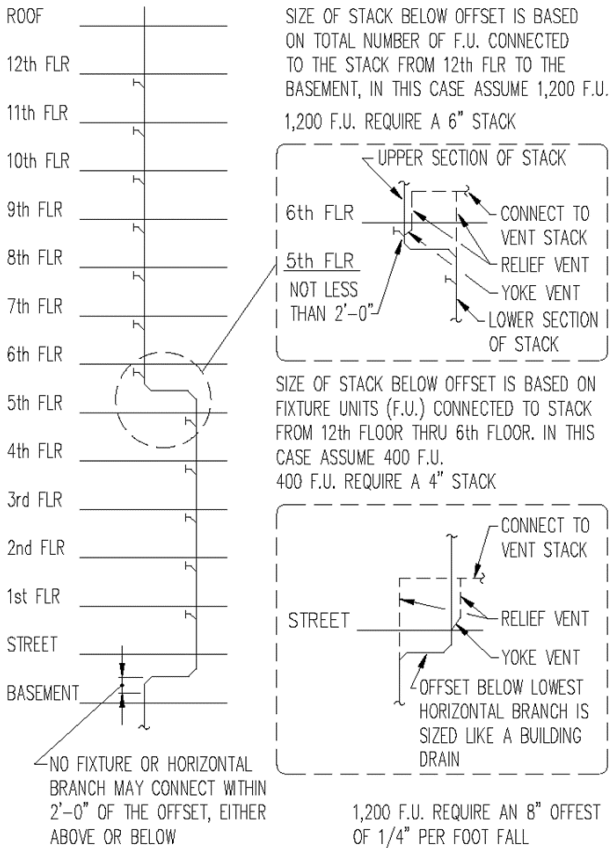 ROOF
12th FLR
11th FLR
10th FLR
9th FLR
8th FLR
7th FLR
6th FLR
5th FLR
4th FLR
3rd FLR
2nd FLR
1st FLR
STREET
BASEMENT
NO FIXTURE OR HORIZONTAL
BRANCH MAY CONNECT WITHIN
2'-0" OF THE OFFSET, EITHER
ABOVE OR BELOW
SIZE OF STACK BELOW OFFSET IS BASED
ON TOTAL NUMBER OF F.U. CONNECTED
TO THE STACK FROM 12th FLR TO THE
BASEMENT, IN THIS CASE ASSUME 1,200 F.U.
1,200 F.U. REQUIRE A 6" STACK
UPPER SECTION OF STACK
6th FLR
CONNECT TO
VENT STACK
5th FLR
RELIEF VENT
NOT LESS
THAN 2'-0"
YOKE VENT
LOWER SECTION
OF STACK
SIZE OF STACK BELOW OFFSET IS BASED ON
FIXTURE UNITS (F.U.) CONNECTED TO STACK
FROM 12th FLOOR THRU 6th FLOOR. IN THIS
CASE ASSUME 400 F.U.
400 F.U. REQUIRE A 4" STACK
CONNECT TO
VENT STACK
STREET
RELIEF VENT
YOKE VENT
OFFSET BELOW LOWEST
HORIZONTAL BRANCH IS
SIZED LIKE A BUILDING
DRAIN
1,200 F.U. REQUIRE AN 8" OFFEST
OF 1/4" PER FOOT FALL